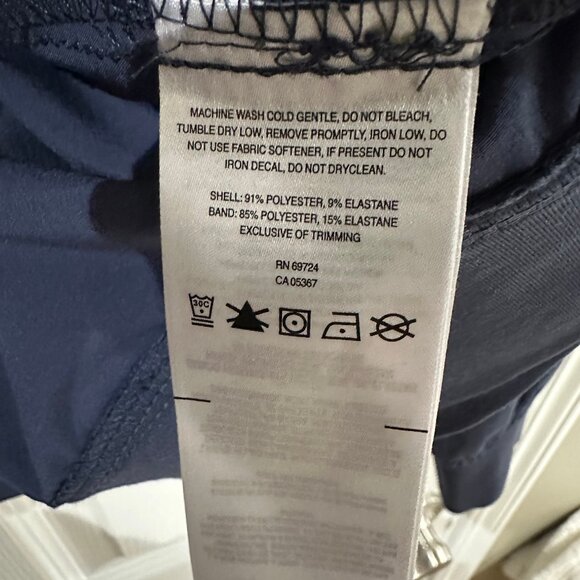 MACHINE WASH COLD GENTLE, DO NOT BLEACH,
TUMBLE DRY LOW, REMOVE PROMPTLY, IRON LOW, DO
NOT USE FABRIC SOFTENER, IF PRESENT DO NOT
IRON DECAL, DO NOT DRYCLEAN.
SHELL: 91% POLYESTER, 9% ELASTANE
BAND: 85% POLYESTER, 15% ELASTANE
EXCLUSIVE OF TRIMMING
RN 69724
CA 05367
30C